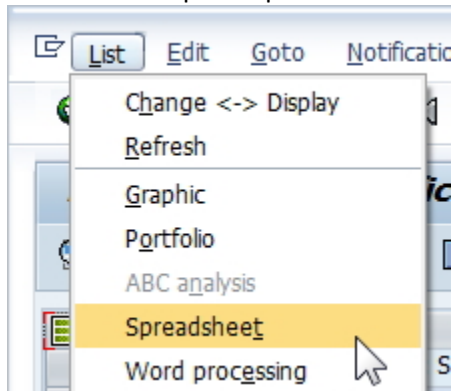 List Edit Goto Notificatio
Change <-> Display
Refresh
Graphic
Portfolio
ABC analysis
Spreadsheet
Word processing